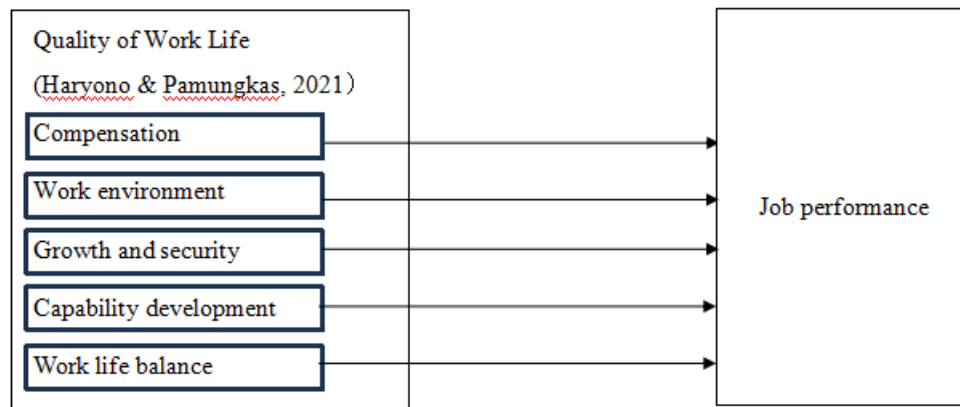 Quality of Work Life
(Haryono & Pamungkas, 2021）
Compensation
Work environment
Growth and security
Capability development
Work life balance
Job performance